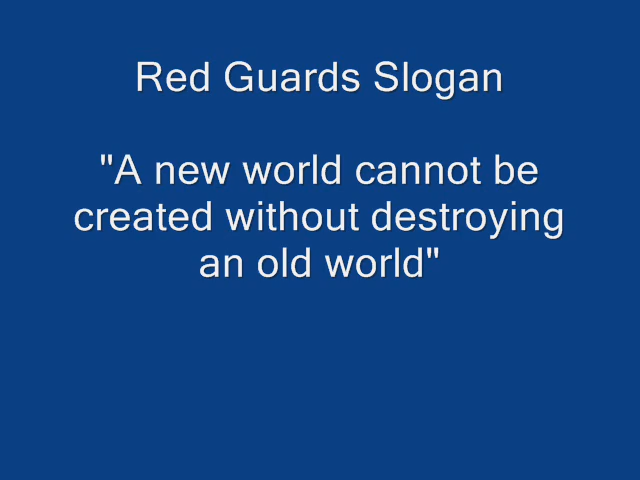 Red Guards Slogan
"A new world cannot be
created without destroying
an old world"